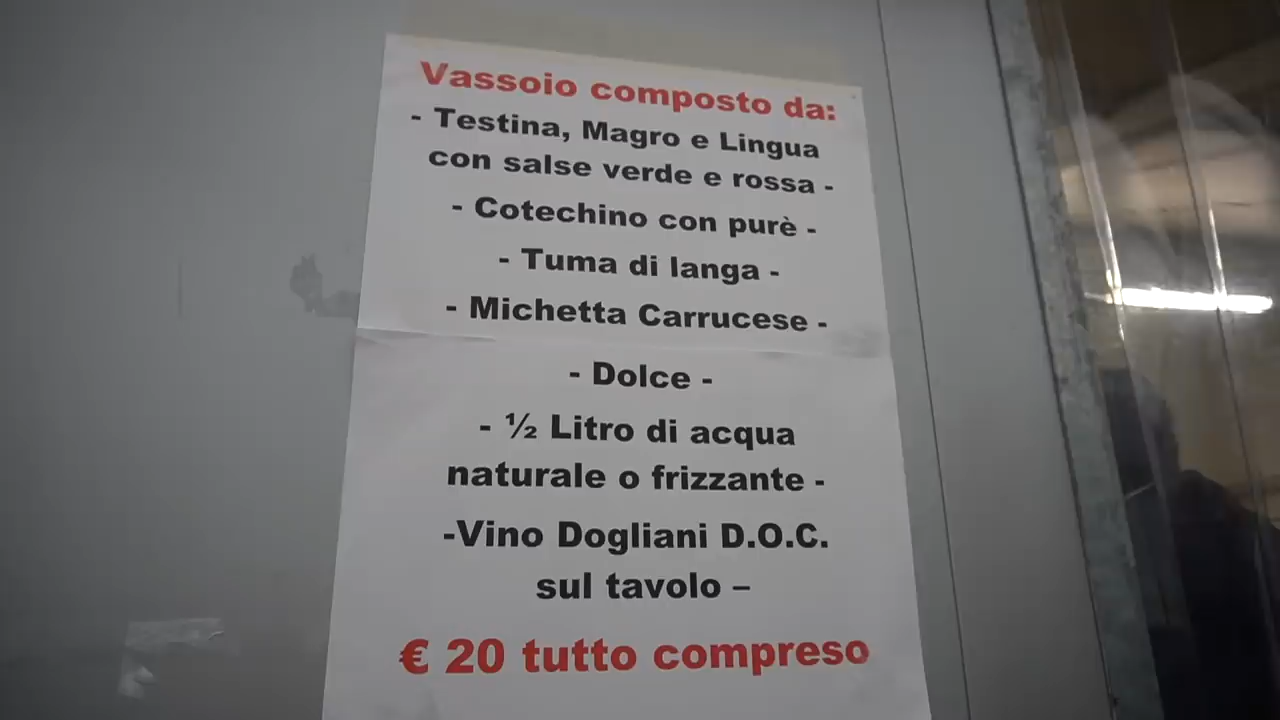 Vassoio composto da:
- Testina, Magro e Lingua
con salse verde e rossa -
- Cotechino con purè -
- Tuma di langa -
- Michetta Carrucese -
- Dolce -
- ½ Litro di acqua
naturale o frizzante -
-Vino Dogliani D.O.C.
sul tavolo –
€ 20 tutto compreso